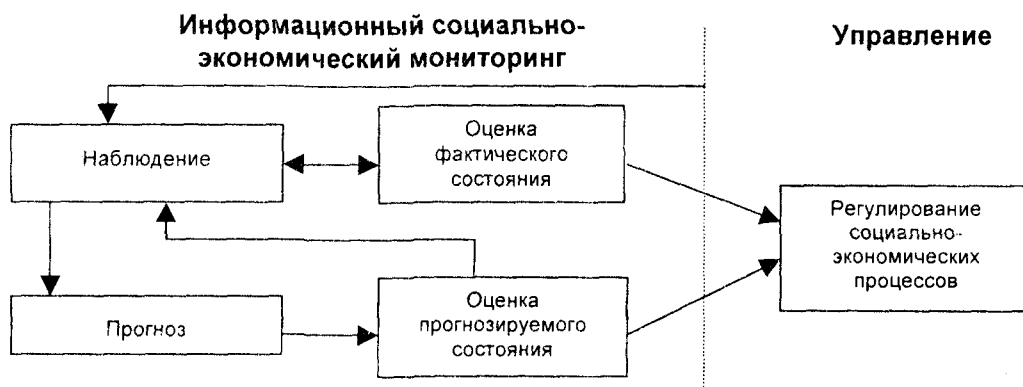 Информационный социально-
экономический мониторинг
Управление
Наблюдение
Оценка
фактического
состояния
Регулирование
социально-
экономических
процессов
Прогноз
Оценка
прогнозируемого
состояния